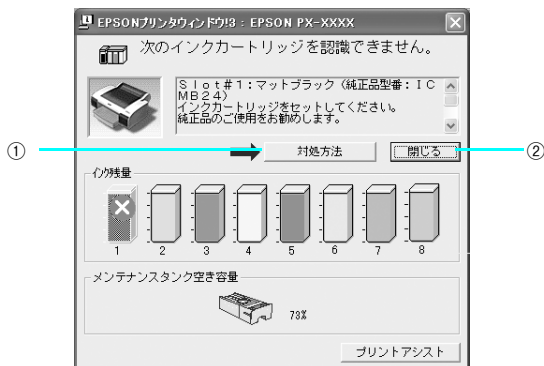 EPSONプリンタウィンドウ!3 : EPSON PX-XXXX
次のインクカートリッジを認識できません。
Slot#1:マットブラック(純正品型番:IC
MB24)
インクカートリッジをセットしてください。
純正品のご使用をお勧めします。
① 対処方法 閉じる ②
インク残量
1 2 3 4 5 6 7 8
メンテナンスタンク空き容量
73%
プリントアシスト